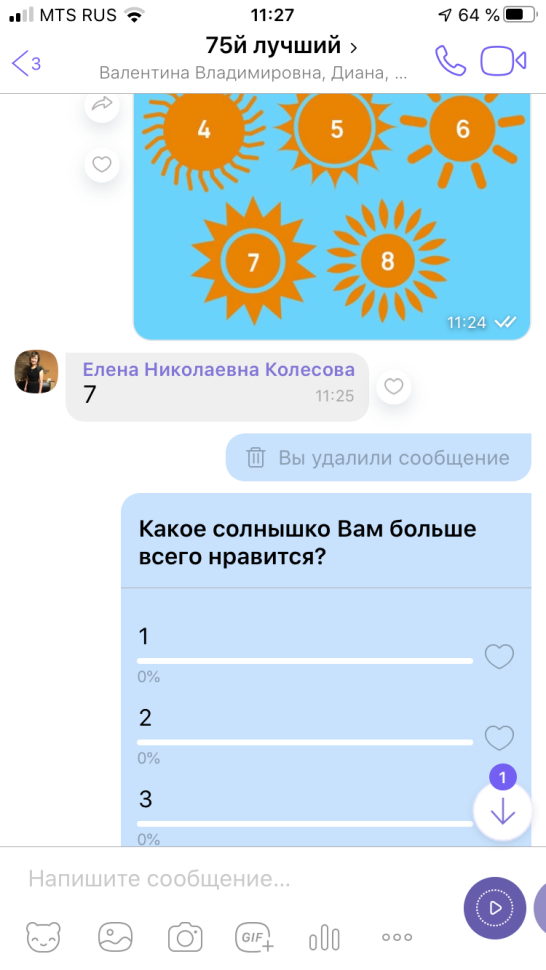 MTS RUS
11:27
64 %
3
75й лучший
Валентина Владимировна, Диана, ...
4
5
6
7
8
11:24
Елена Николаевна Колесова
7
11:25
Вы удалили сообщение
Какое солнышко Вам больше
всего нравится?
1
0%
2
0%
1
3
0%
Напишите сообщение...
GIF